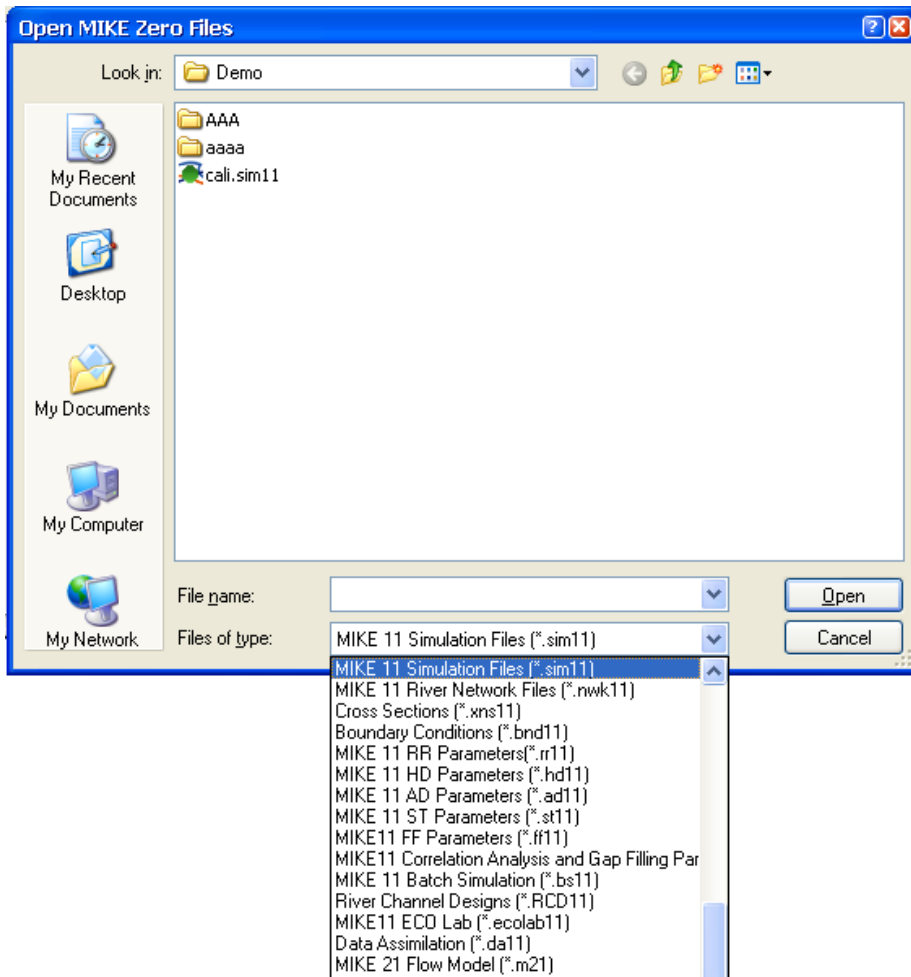 Open MIKE Zero Files
Look in:
Demo
AAA
aaaa
cali.sim11
My Recent
Documents
Desktop
My Documents
My Computer
My Network
File name:
Open
Files of type:
MIKE 11 Simulation Files (*.sim11)
Cancel
MIKE 11 Simulation Files (*.sim11)
MIKE 11 River Network Files (*.nwk11)
Cross Sections (*.xns11)
Boundary Conditions (*.bnd11)
MIKE 11 RR Parameters(*.rr11)
MIKE 11 HD Parameters (*.hd11)
MIKE 11 AD Parameters (*.ad11)
MIKE 11 ST Parameters (*.st11)
MIKE11 FF Parameters (*.ff11)
MIKE11 Correlation Analysis and Gap Filling Par
MIKE 11 Batch Simulation (*.bs11)
River Channel Designs (*.RCD11)
MIKE11 ECO Lab (*.ecolab11)
Data Assimilation (*.da11)
MIKE 21 Flow Model (*.m21)